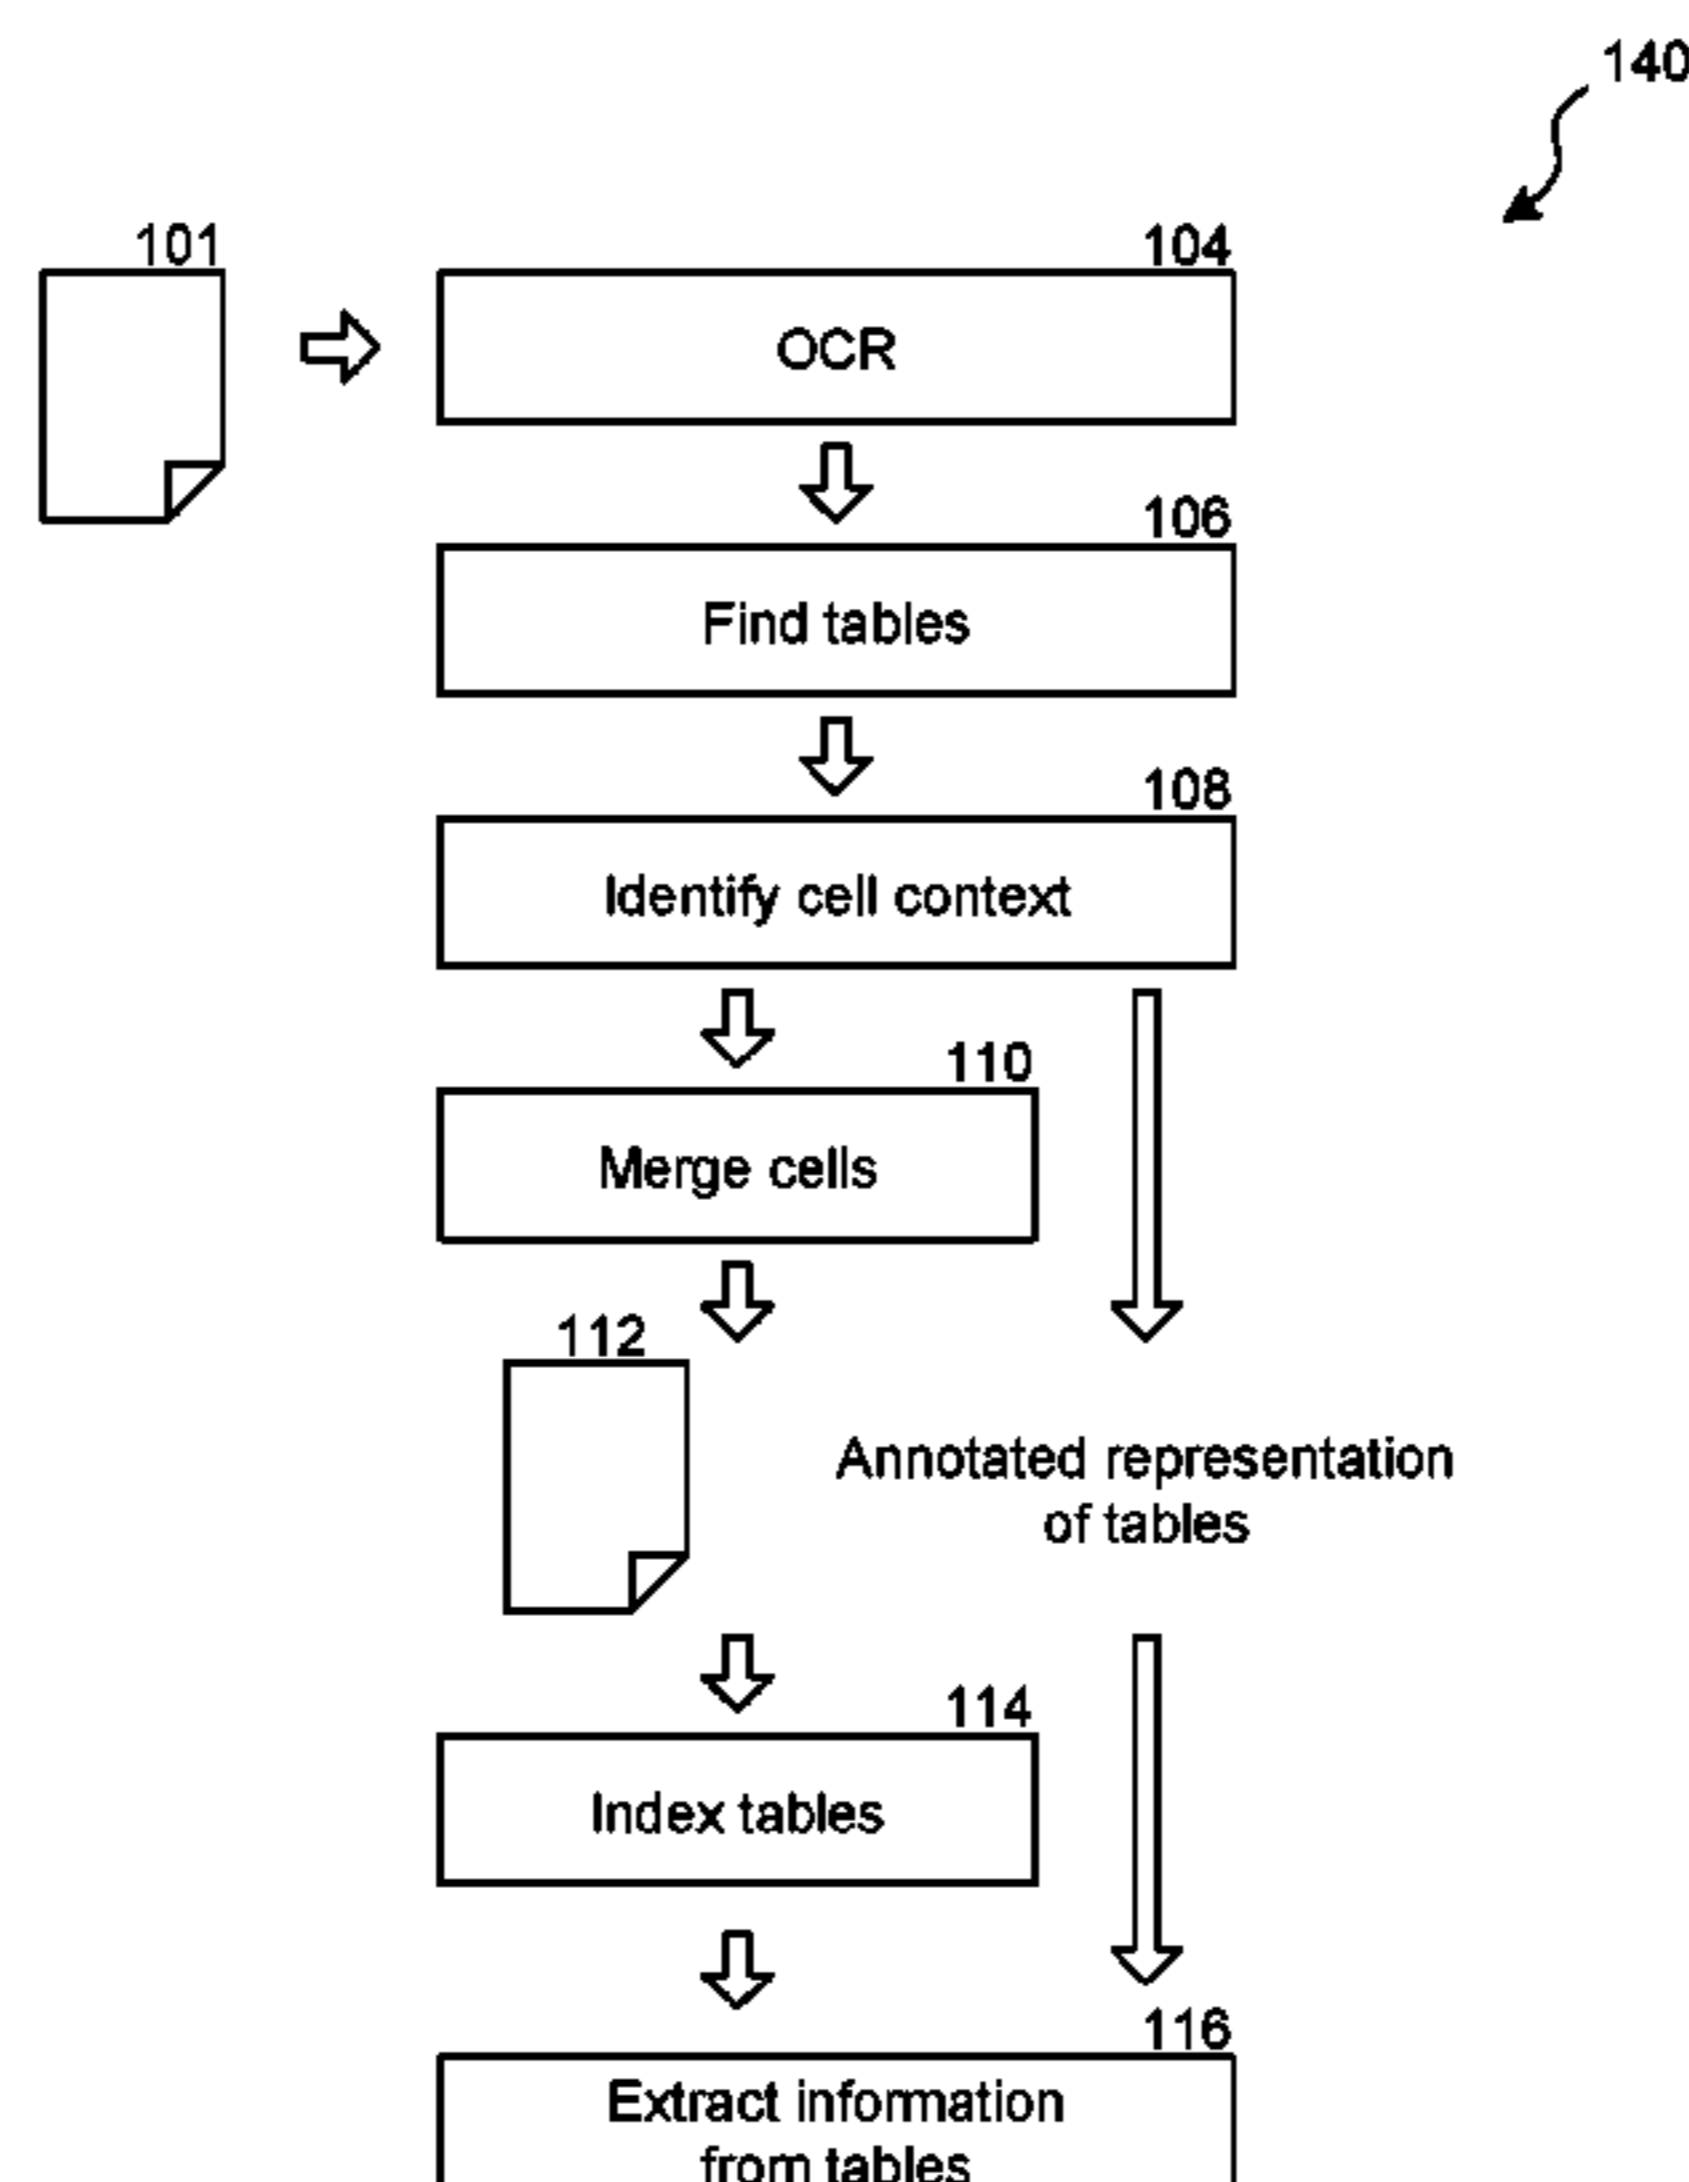 140
101
104
OCR
106
Find tables
108
Identify cell context
110
Merge cells
112
Annotated representation
of tables
114
Index tables
116
Extract information
from tables